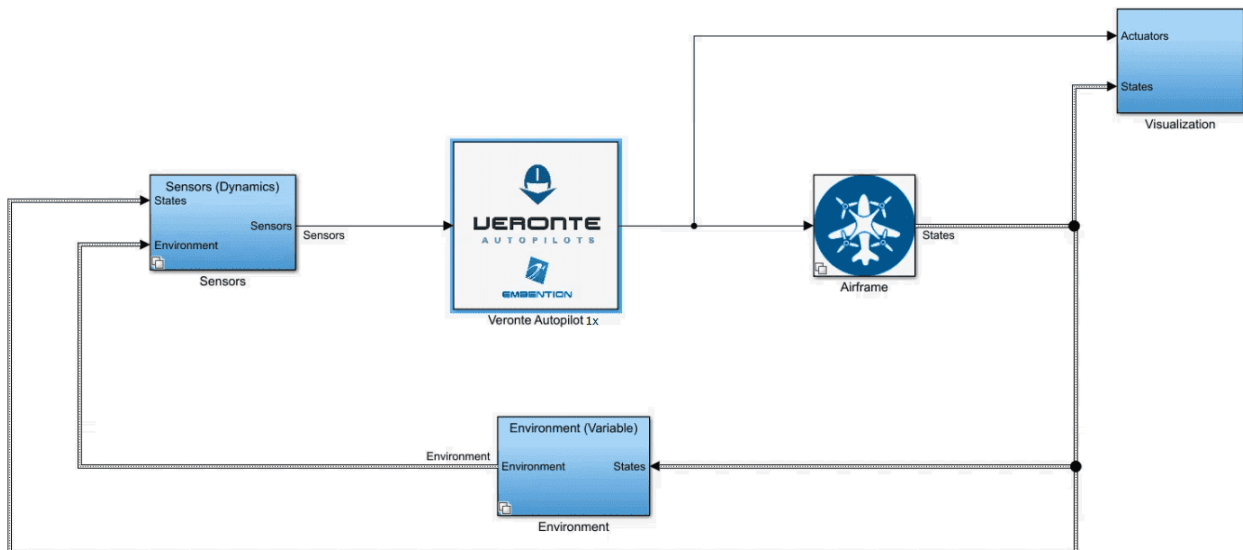 Actuators
States
Visualization
Sensors (Dynamics)
States
Sensors
Environment
Sensors
Sensors
VERONTE
AUTOPILOTS
EMBENTION
Veronte Autopilot 1x
States
Airframe
Environment (Variable)
Environment
Environment
States
Environment